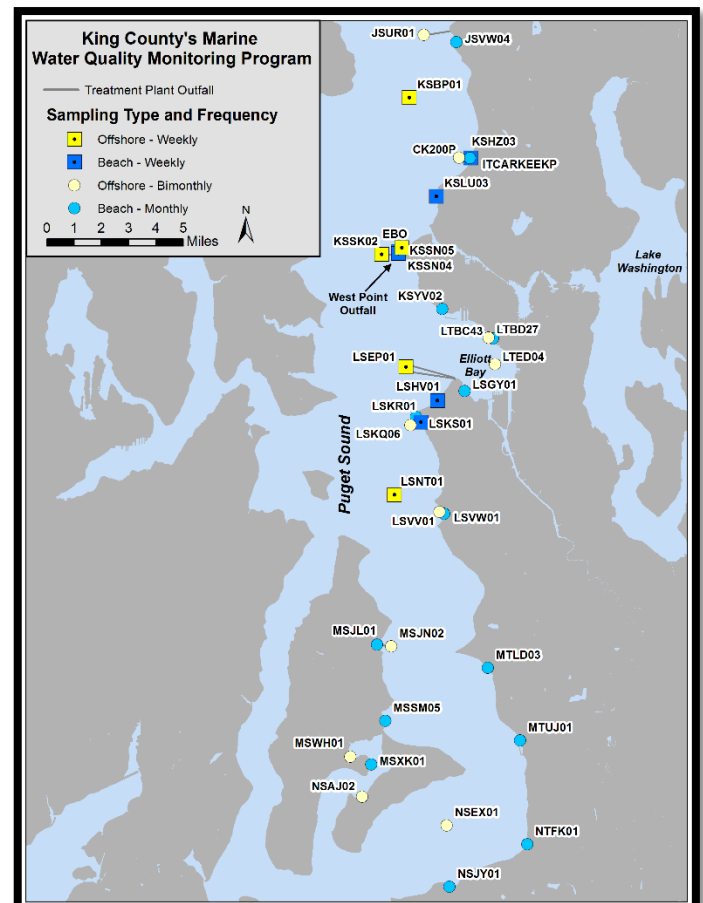 King County's Marine
Water Quality Monitoring Program
Treatment Plant Outfall
Sampling Type and Frequency
Offshore - Weekly
Beach - Weekly
Offshore - Bimonthly
Beach - Monthly
N
0 1 2 3 4 5
Miles
JSUR01
JSVW04
KSBP01
KSHZ03
CK200P
ITCARKEEKP
KSLU03
EBO
KSSK02
KSSN05
KSSN04
West Point
Outfall
Lake
Washington
KSYV02
LTBC43
LTBD27
LSEP01
Elliott
Bay
LTED04
LSHV01
LSGY01
LSKR01
LSKS01
LSKQ06
Puget Sound
LSNT01
LSVV01
LSVW01
MSJL01
MSJN02
MTLD03
MSSM05
MTUJ01
MSWH01
MSXK01
NSAJ02
NSEX01
NTFK01
NSJY01